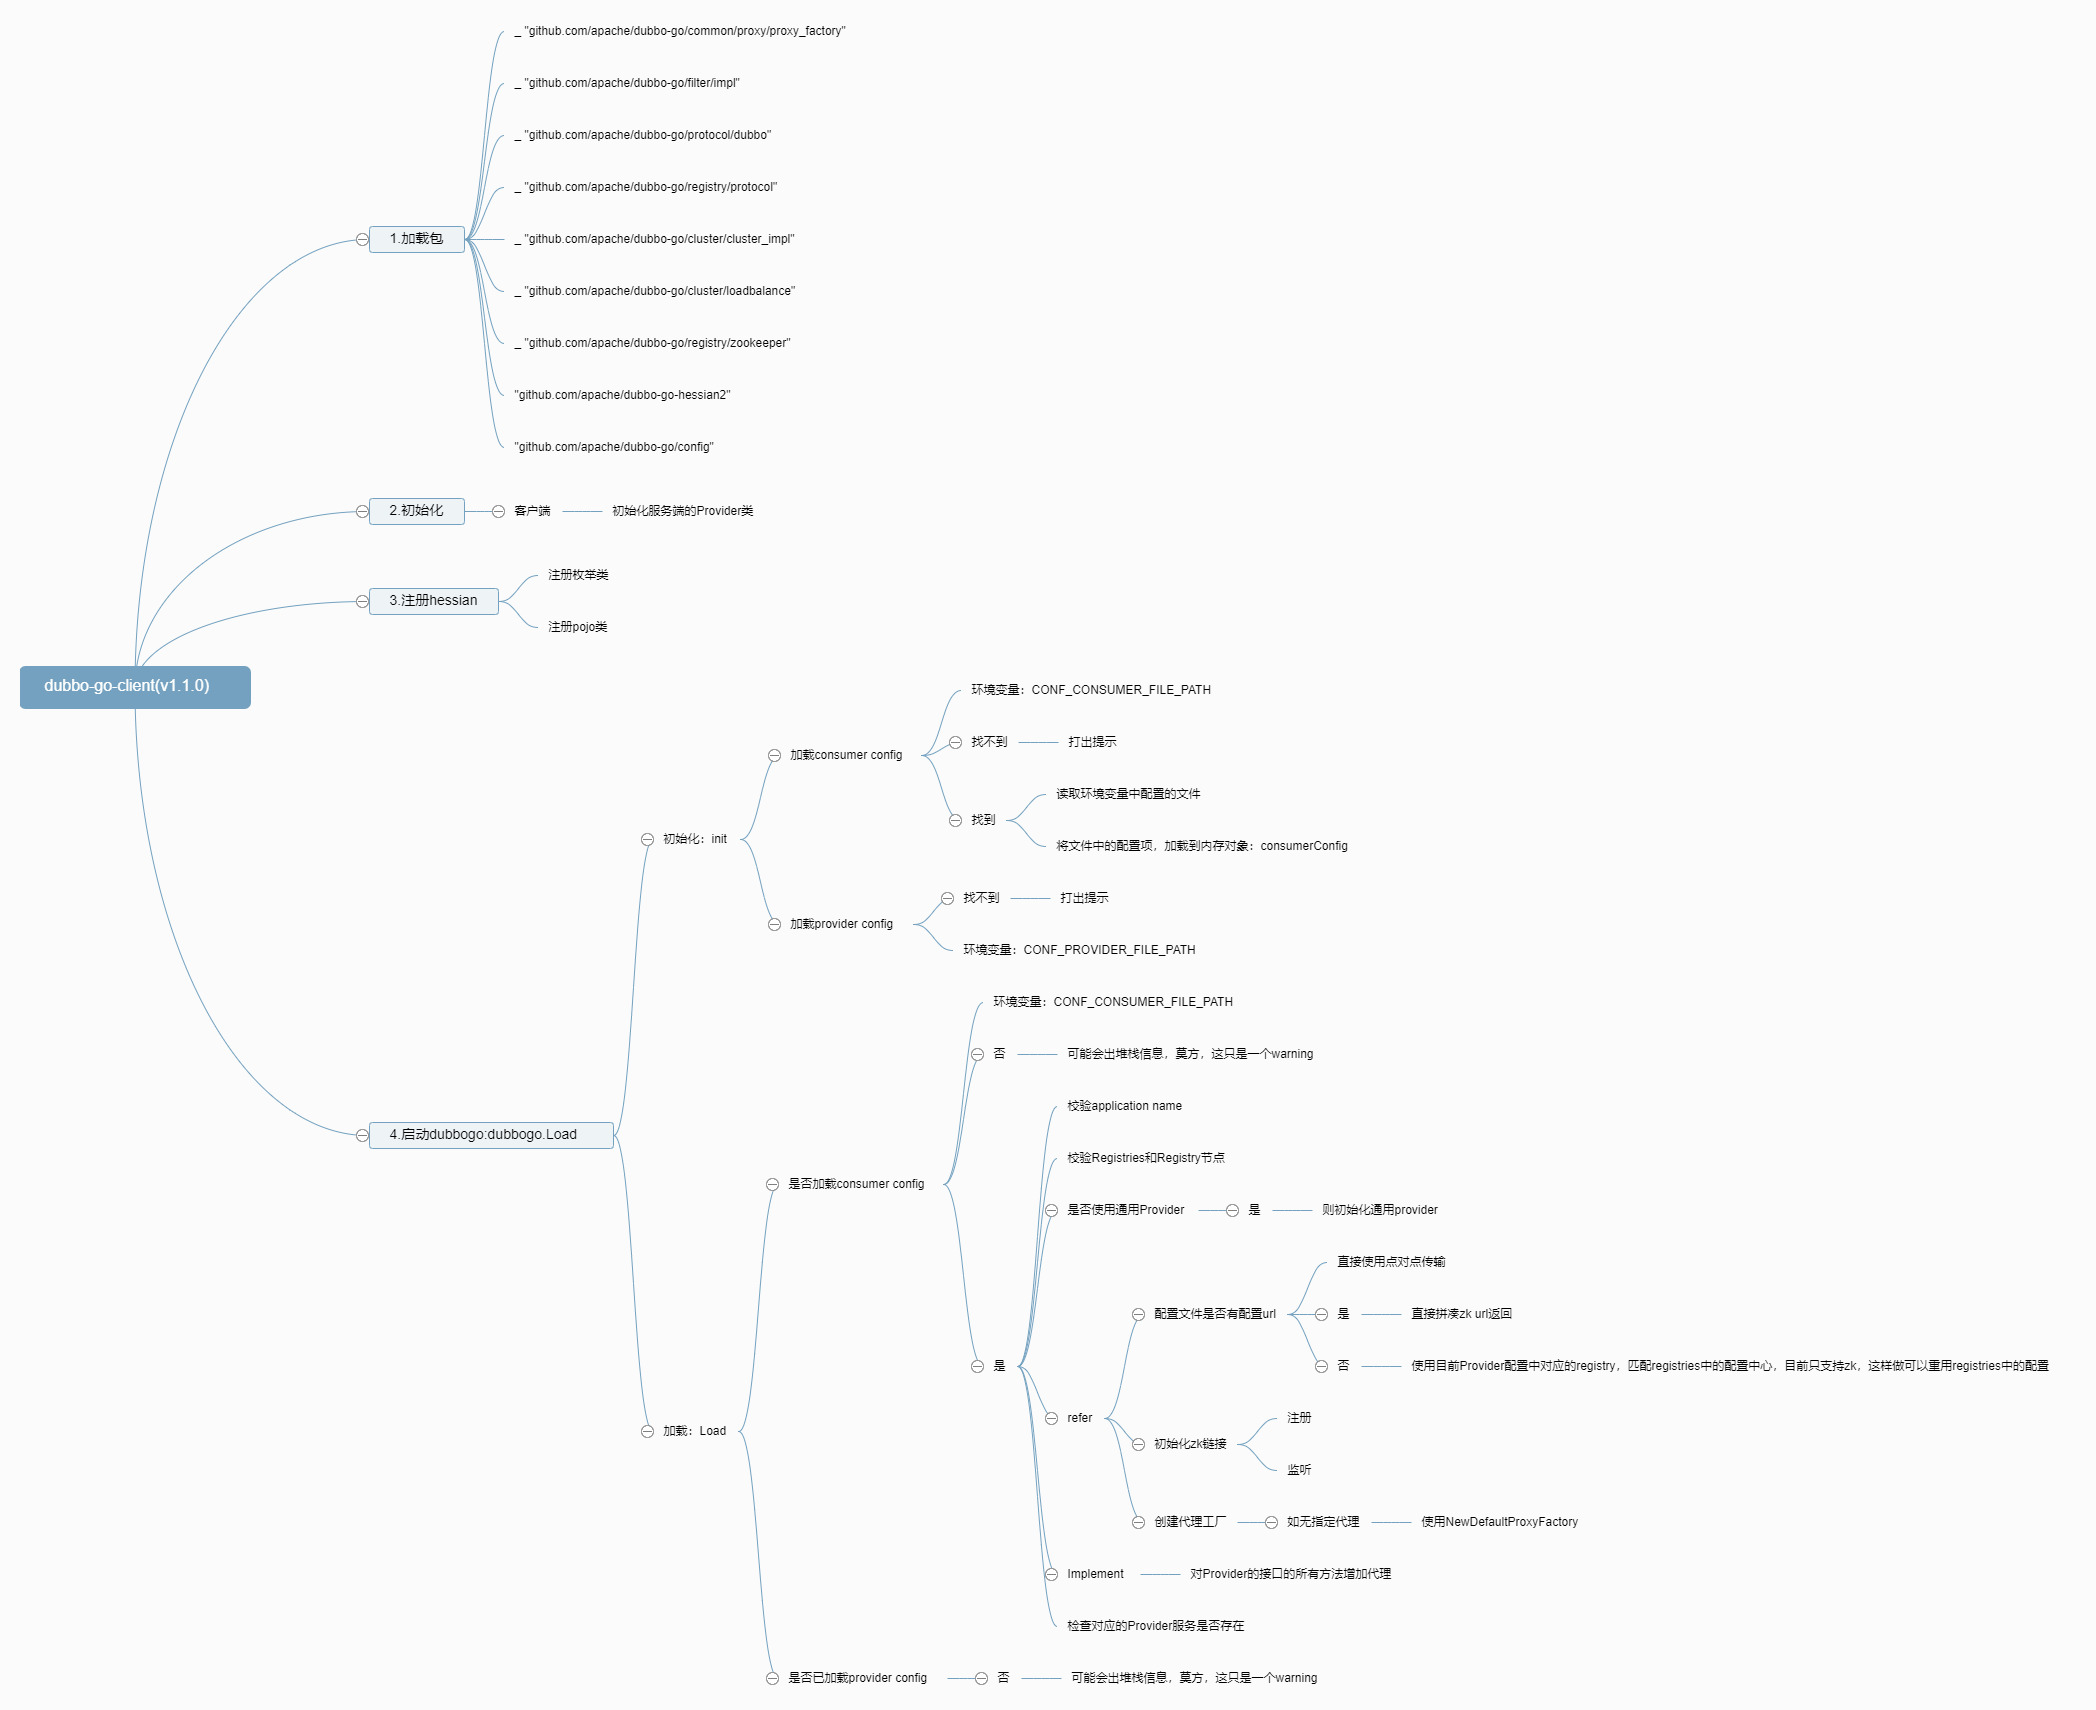 _ "github.com/apache/dubbo-go/common/proxy/proxy_factory"
_ "github.com/apache/dubbo-go/filter/impl"
_ "github.com/apache/dubbo-go/protocol/dubbo"
_ "github.com/apache/dubbo-go/registry/protocol"
1.加载包
_ "github.com/apache/dubbo-go/cluster/cluster_impl"
_ "github.com/apache/dubbo-go/cluster/loadbalance"
_ "github.com/apache/dubbo-go/registry/zookeeper"
"github.com/apache/dubbo-go-hessian2"
"github.com/apache/dubbo-go/config"
2.初始化
客户端
初始化服务端的Provider类
注册枚举类
3.注册hessian
注册pojo类
dubbo-go-client(v1.1.0)
环境变量：CONF_CONSUMER_FILE_PATH
找不到
打出提示
加载consumer config
读取环境变量中配置的文件
找到
初始化：init
将文件中的配置项，加载到内存对象：consumerConfig
找不到
打出提示
加载provider config
环境变量：CONF_PROVIDER_FILE_PATH
环境变量：CONF_CONSUMER_FILE_PATH
否
可能会出堆栈信息，莫方，这只是一个warning
校验application name
4.启动dubbogo:dubbogo.Load
校验Registries和Registry节点
是否加载consumer config
是否使用通用Provider
是
则初始化通用provider
直接使用点对点传输
配置文件是否有配置url
是
直接拼凑zk url返回
是
否
使用目前Provider配置中对应的registry，匹配registries中的配置中心，目前只支持zk，这样做可以重用registries中的配置
refer
注册
加载：Load
初始化zk链接
监听
创建代理工厂
如无指定代理
使用NewDefaultProxyFactory
Implement
对Provider的接口的所有方法增加代理
检查对应的Provider服务是否存在
是否已加载provider config
否
可能会出堆栈信息，莫方，这只是一个warning